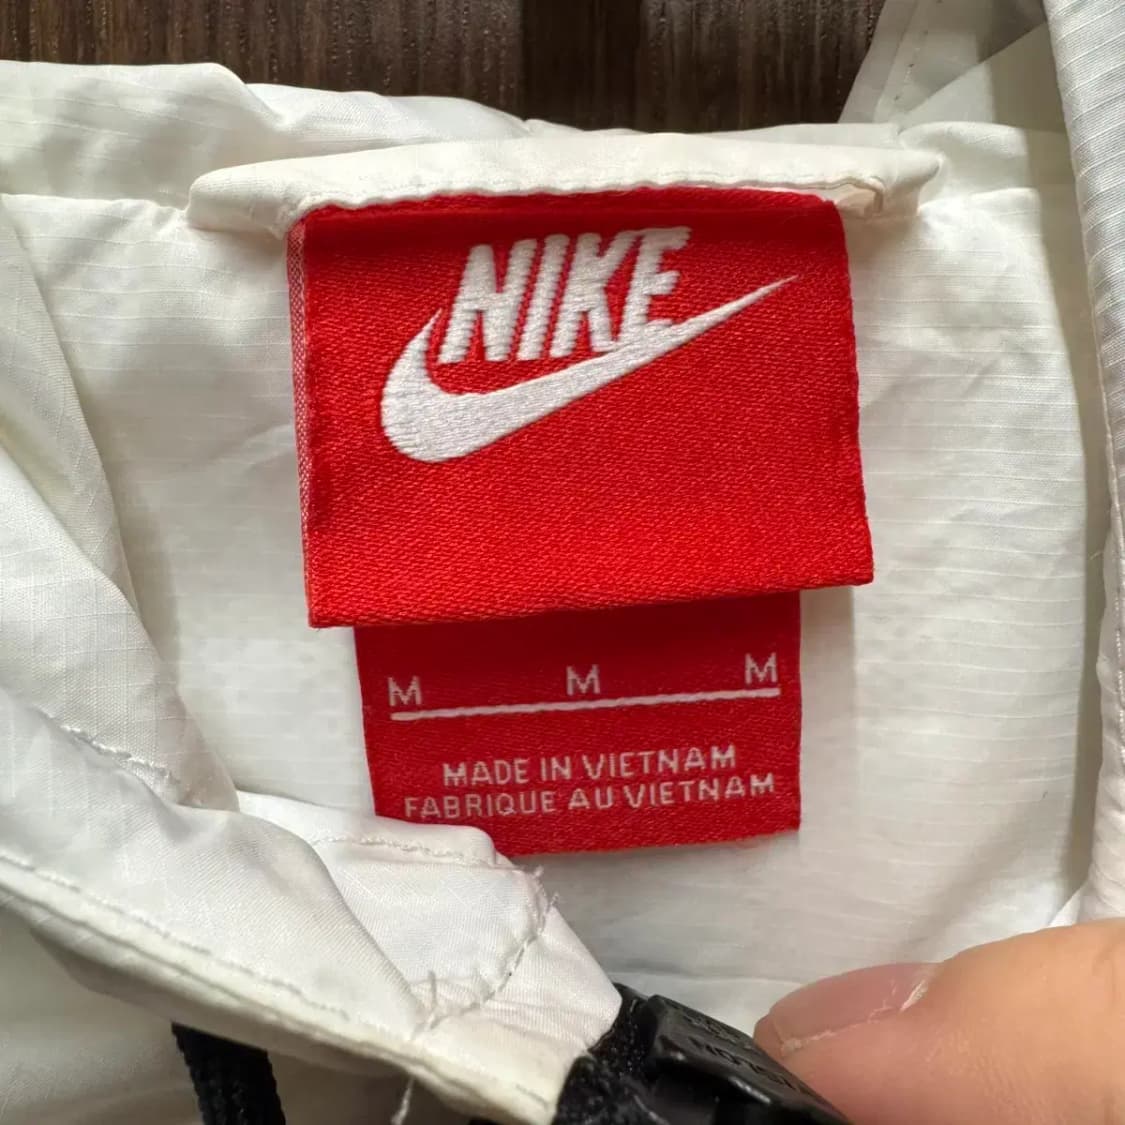 NIKE
M M M
MADE IN VIETNAM
FABRIQUE AU VIETNAM